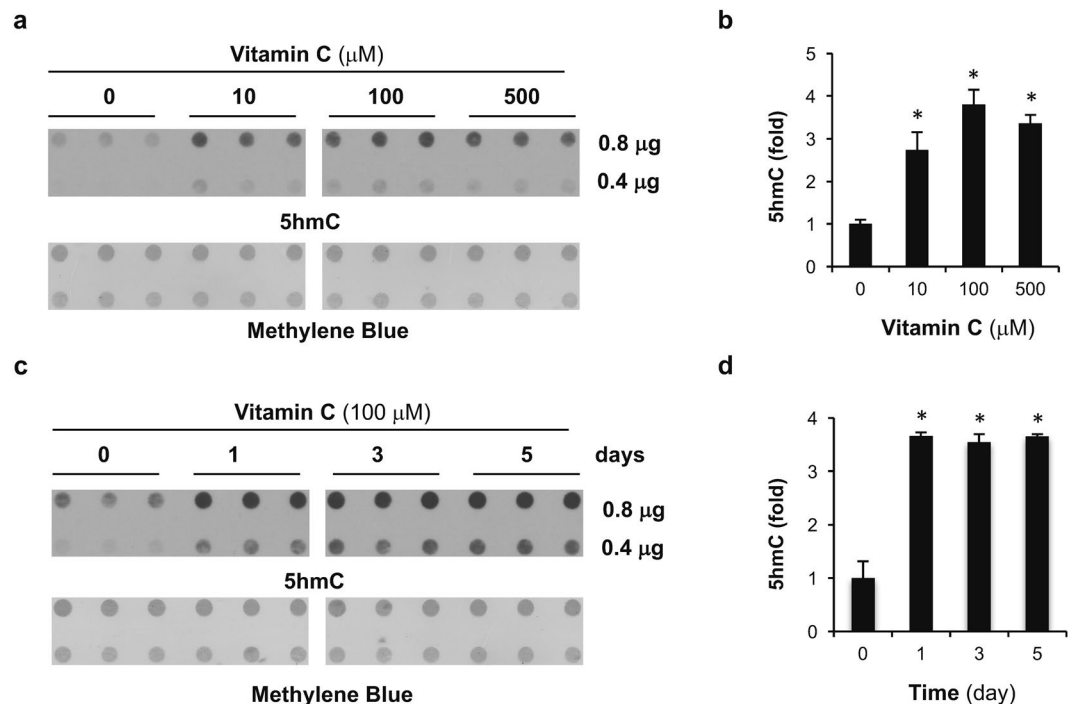 a
Vitamin C (μM)
0 10 100 500
0.8 μg
0.4 μg
5hmC
Methylene Blue
b
5hmC (fold)
5
4
3
2
1
0
* * *
0 10 100 500
Vitamin C (μM)
c
Vitamin C (100 μM)
0 1 3 5 days
0.8 μg
0.4 μg
5hmC
Methylene Blue
d
5hmC (fold)
4
3
2
1
0
* * *
0 1 3 5
Time (day)